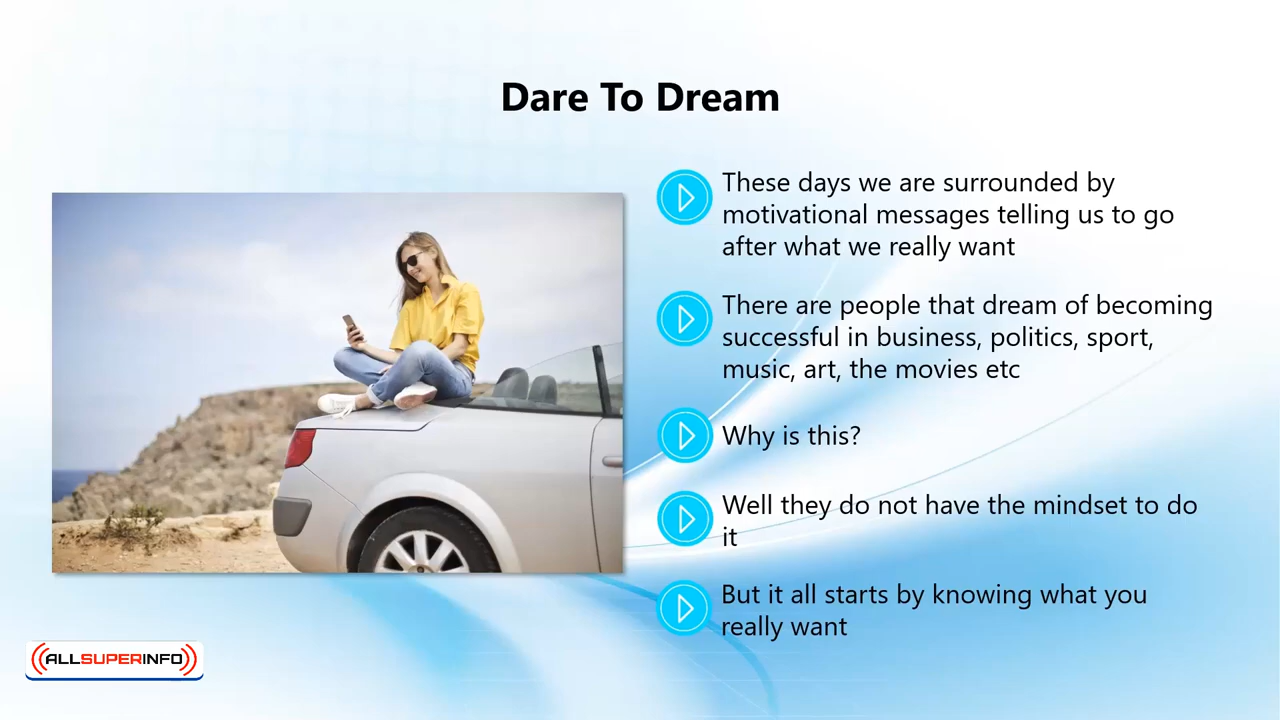 Dare To Dream
These days we are surrounded by
motivational messages telling us to go
after what we really want
There are people that dream of becoming
successful in business, politics, sport,
music, art, the movies etc
Why is this?
Well they do not have the mindset to do
it
But it all starts by knowing what you
really want
ALLSUPERINFO